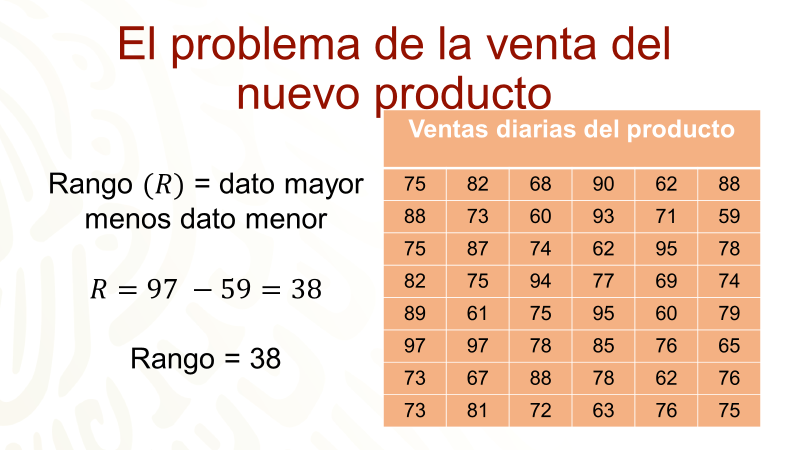 El problema de la venta del
nuevo producto
Rango (𝑅) = dato mayor
menos dato menor
𝑅 = 97 − 59 = 38
Rango = 38
Ventas diarias del producto
75 82 68 90 62 88
88 73 60 93 71 59
75 87 74 62 95 78
82 75 94 77 69 74
89 61 75 95 60 79
97 97 78 85 76 65
73 67 88 78 62 76
73 81 72 63 76 75